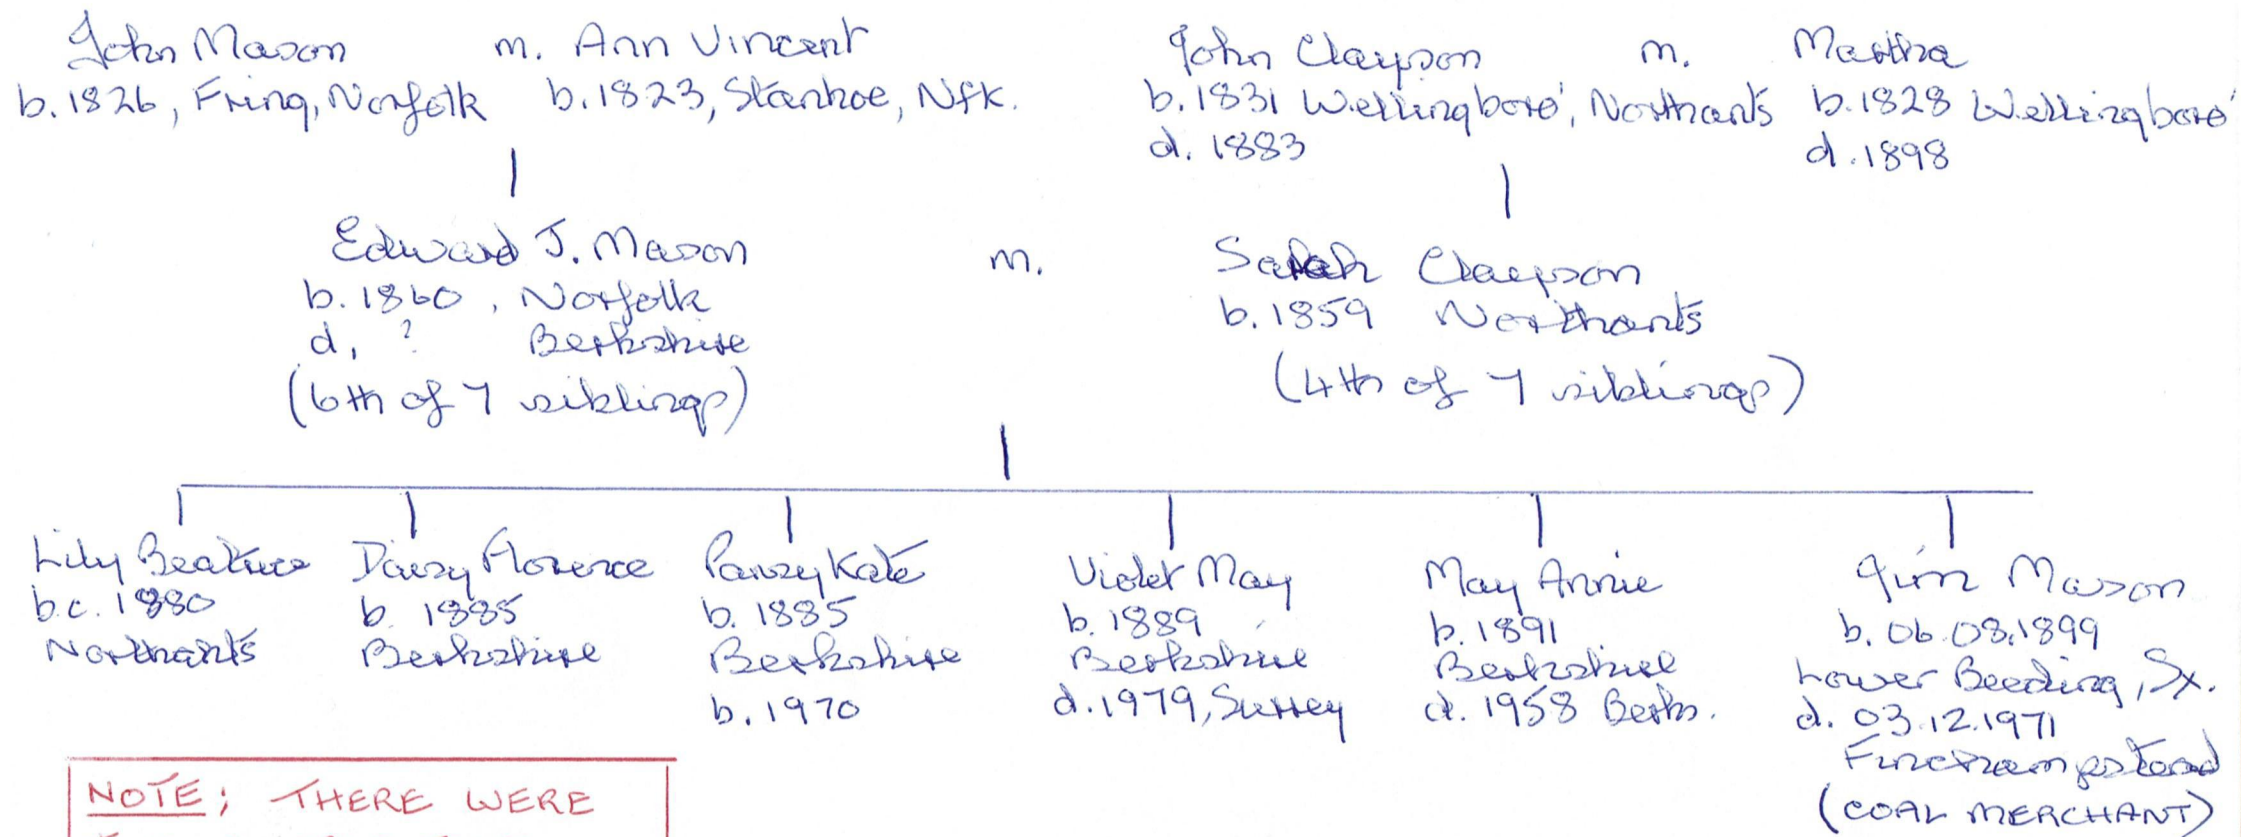 John Mason m. Ann Vincent John Claypson m. Martha
b. 1826, Fring, Norfolk b. 1823, Stanhoe, Nfk. b. 1831 Wellingboro', Northants b. 1828 Wellingboro'
d. 1883 d. 1898
Edward J. Mason m. Sarah Claypson
b. 1860, Norfolk b. 1859 Northants
d, ? Berkshire
(6th of 7 siblings) (4th of 7 siblings)
Lily Beatrice Daisy Florence Pansy Kate Violet May May Annie Jim Mason
b.c. 1880 b. 1885 b. 1885 b. 1889 b. 1891 b. 06.08.1899
Northants Berkshire Berkshire Berkshire Berkshire Lower Beeding, Sx.
b. 1970 d. 1979, Surrey d. 1958 Berks. d. 03.12.1971
Finchampstead
(COAL MERCHANT)
NOTE; THERE WERE